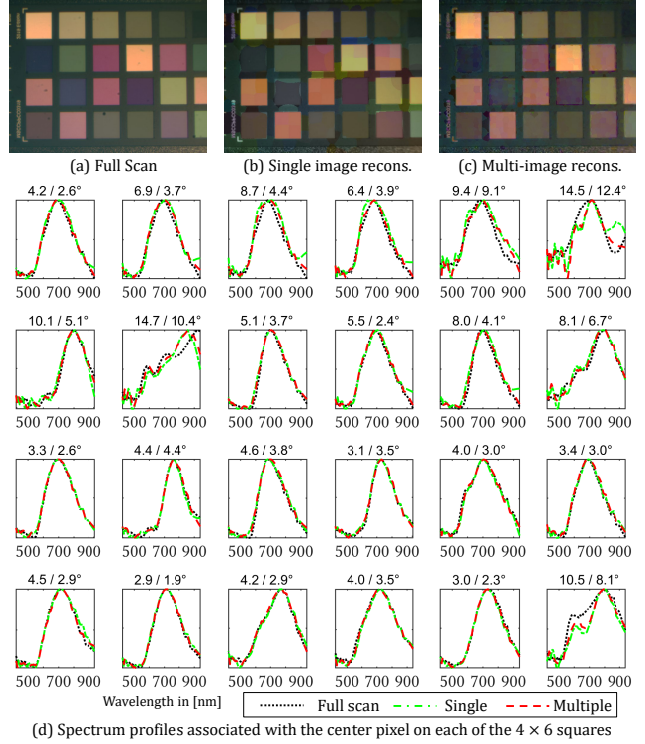 (a) Full Scan
(b) Single image recons.
(c) Multi-image recons.
4.2 / 2.6° 6.9 / 3.7° 8.7 / 4.4° 6.4 / 3.9° 9.4 / 9.1° 14.5 / 12.4°
500 700 900 500 700 900 500 700 900 500 700 900 500 700 900 500 700 900
10.1 / 5.1° 14.7 / 10.4° 5.1 / 3.7° 5.5 / 2.4° 8.0 / 4.1° 8.1 / 6.7°
500 700 900 500 700 900 500 700 900 500 700 900 500 700 900 500 700 900
3.3 / 2.6° 4.4 / 4.4° 4.6 / 3.8° 3.1 / 3.5° 4.0 / 3.0° 3.4 / 3.0°
500 700 900 500 700 900 500 700 900 500 700 900 500 700 900 500 700 900
4.5 / 2.9° 2.9 / 1.9° 4.2 / 2.9° 4.0 / 3.5° 3.0 / 2.3° 10.5 / 8.1°
500 700 900 500 700 900 500 700 900 500 700 900 500 700 900 500 700 900
Wavelength in [nm]
Full scan Single Multiple
(d) Spectrum profiles associated with the center pixel on each of the 4 × 6 squares